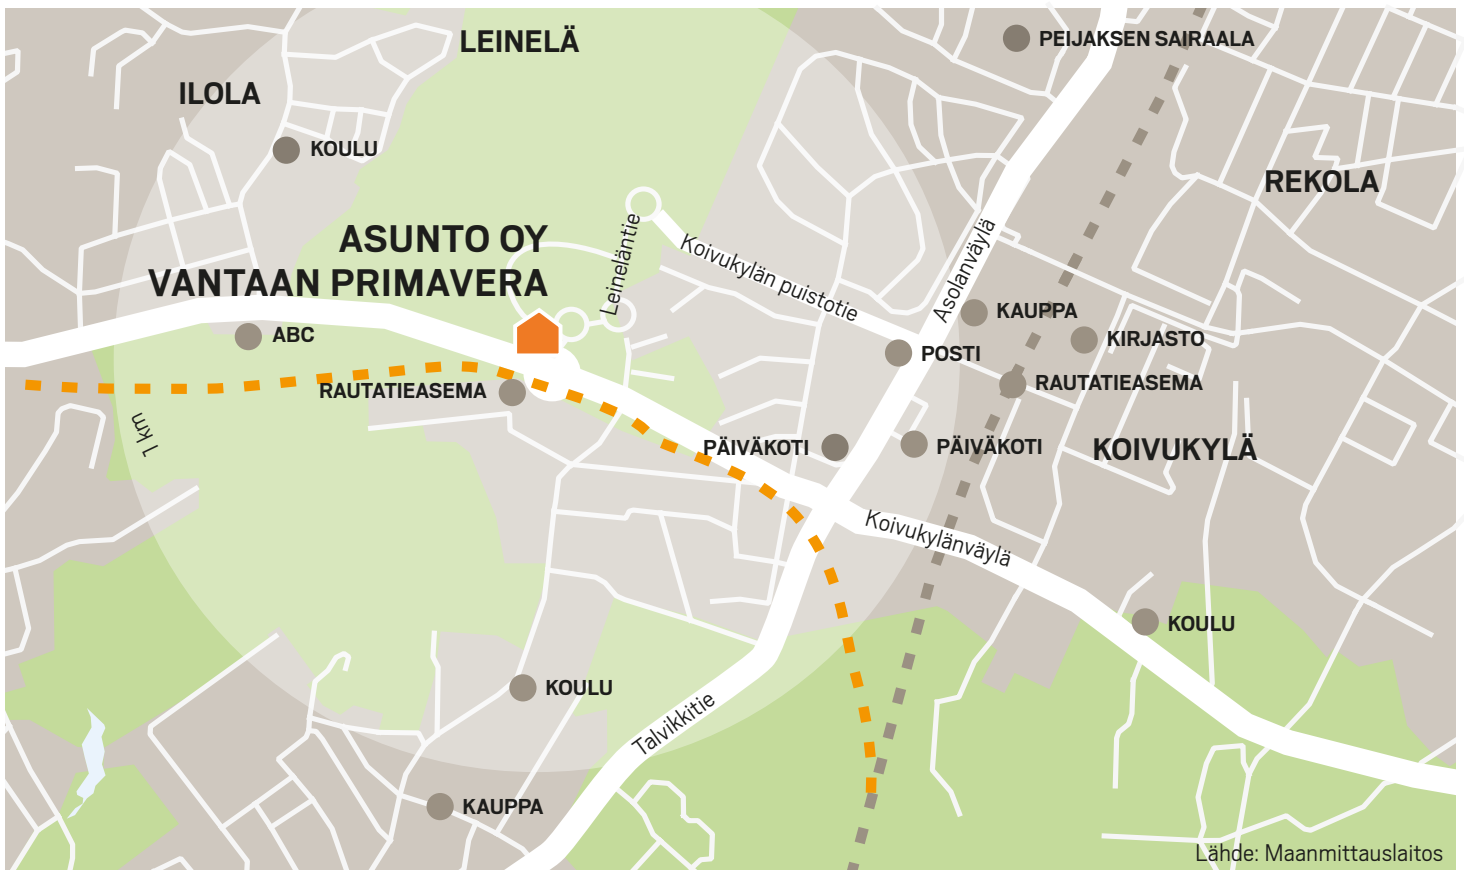 LEINELÄ
PEIJAKSEN SAIRAALA
ILOLA
KOULU
REKOLA
ASUNTO OY
VANTAAN PRIMAVERA
Leineläntie
Koivukylän puistotie
Asolanväylä
KAUPPA
ABC
KIRJASTO
POSTI
RAUTATIEASEMA
RAUTATIEASEMA
1 km
PÄIVÄKOTI
PÄIVÄKOTI
KOIVUKYLÄ
Koivukylänväylä
KOULU
KOULU
Talvikkitie
KAUPPA
Lähde: Maanmittauslaitos